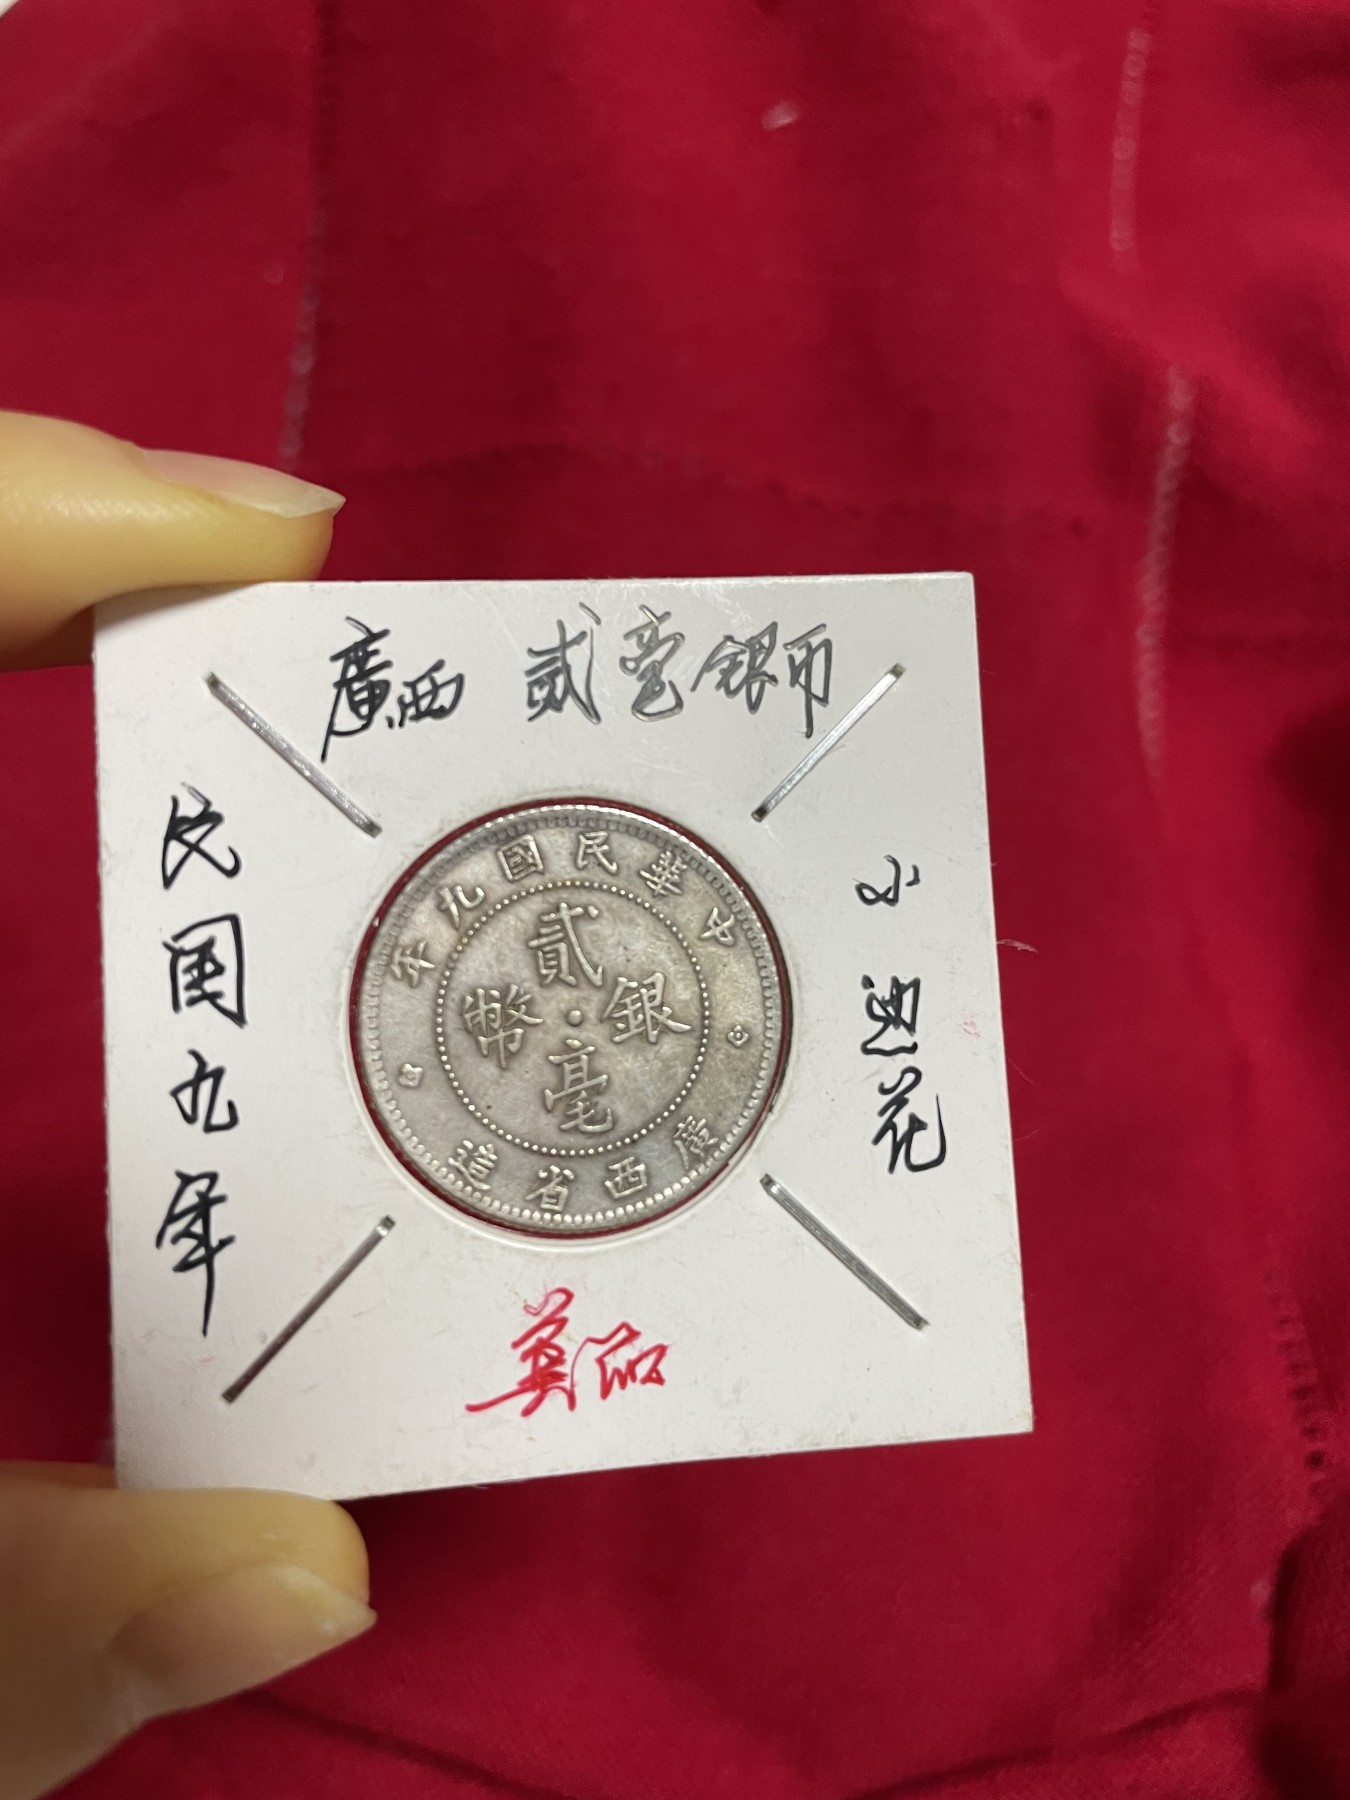 廣西 貳毫銀币
民国九年
中華民國九年
貳毫銀幣
廣西省造
小 花
美品